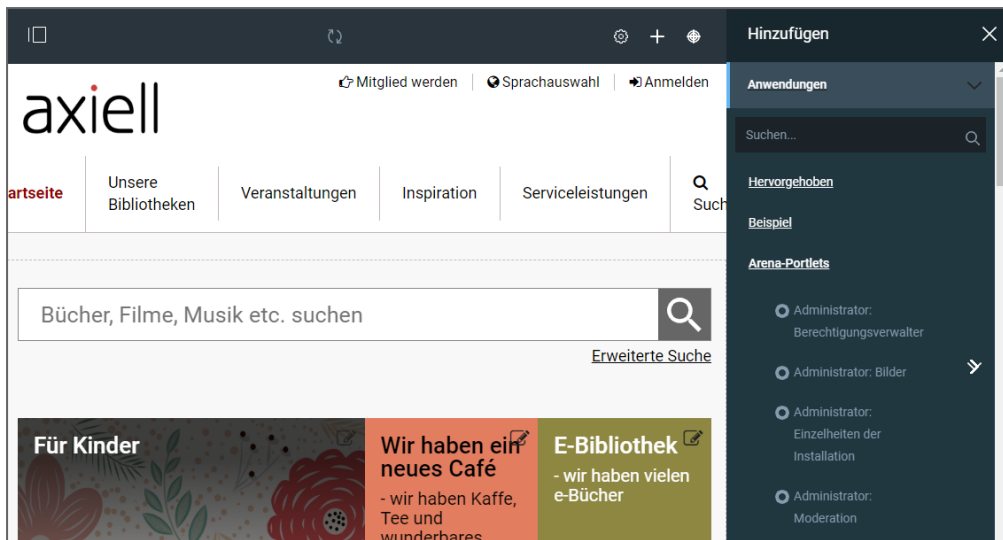 Hinzufügen
axiell
Mitglied werden
Sprachauswahl
Anmelden
artseite
Unsere
Bibliotheken
Veranstaltungen
Inspiration
Serviceleistungen
Such
Bücher, Filme, Musik etc. suchen
Erweiterte Suche
Für Kinder
Wir haben ein
neues Café
- wir haben Kaffe,
Tee und
wunderbares
E-Bibliothek
- wir haben vielen
e-Bücher
Anwendungen
Suchen...
Hervorgehoben
Beispiel
Arena-Portlets
Administrator:
Berechtigungsverwalter
Administrator: Bilder
Administrator:
Einzelheiten der
Installation
Administrator:
Moderation